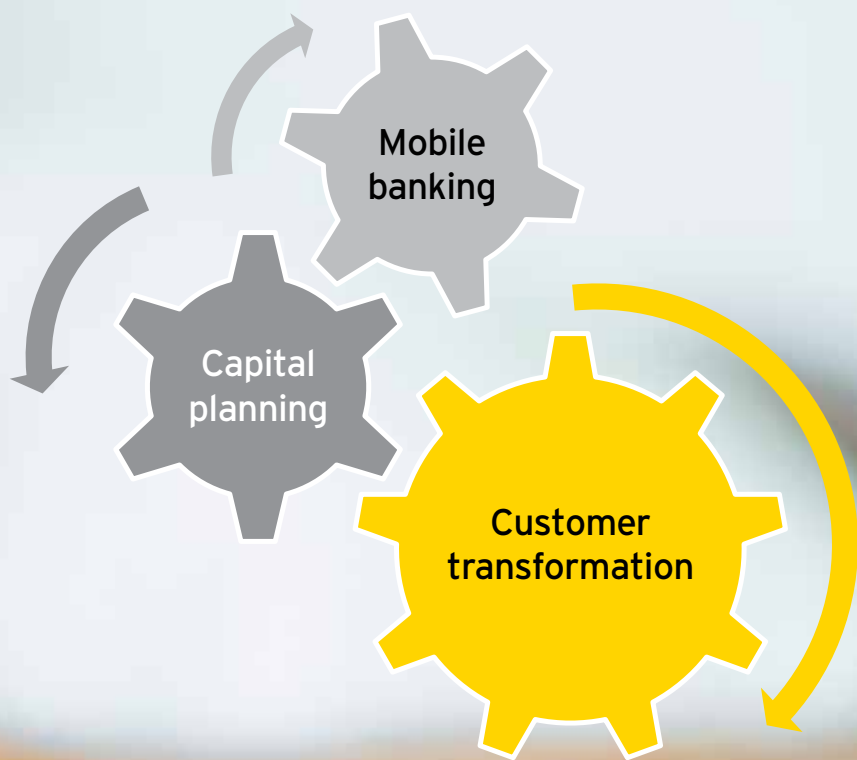 Mobile
banking
Capital
planning
Customer
transformation